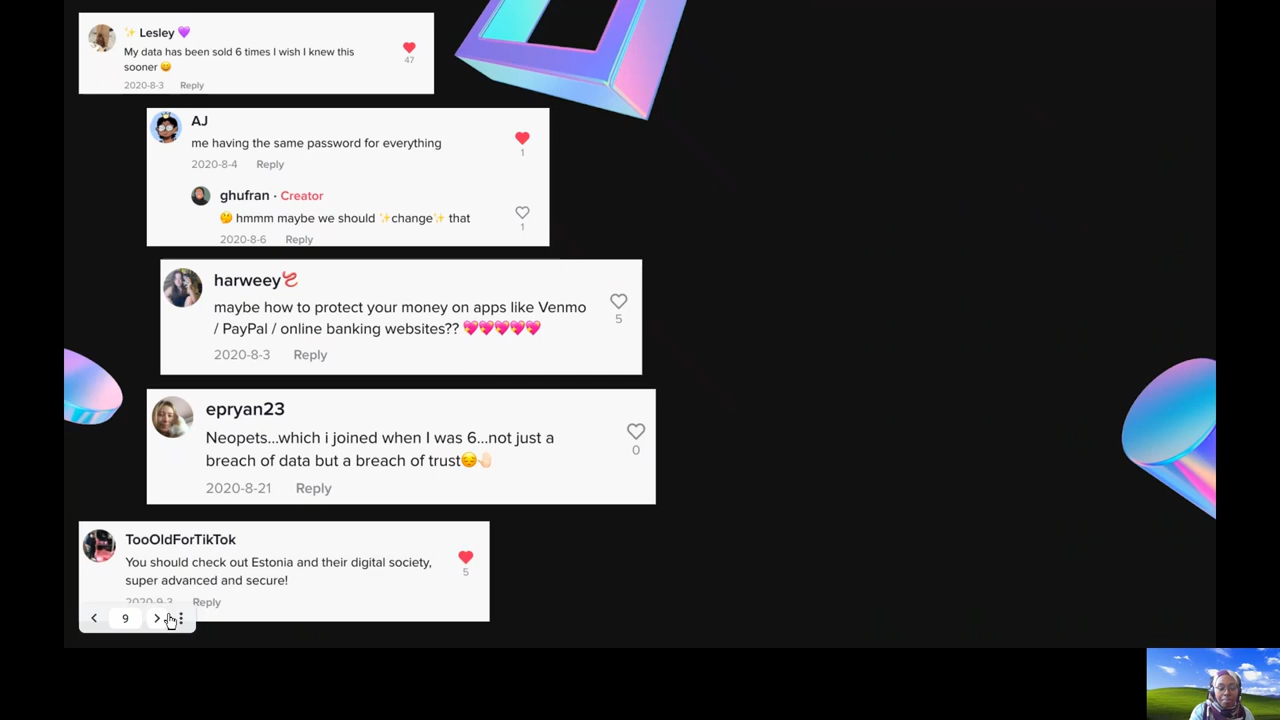 ✨ Lesley 💜
My data has been sold 6 times I wish I knew this
sooner 😄
47
2020-8-3 Reply
AJ
me having the same password for everything
1
2020-8-4 Reply
ghufran · Creator
🤔 hmmm maybe we should ✨change✨ that
1
2020-8-6 Reply
harweey
maybe how to protect your money on apps like Venmo
/ PayPal / online banking websites?? 💖💖💖💖💖
5
2020-8-3 Reply
epryan23
Neopets...which i joined when I was 6...not just a
breach of data but a breach of trust😔🤚🏻
0
2020-8-21 Reply
TooOldForTikTok
You should check out Estonia and their digital society,
super advanced and secure!
5
2020-9-3 Reply
9